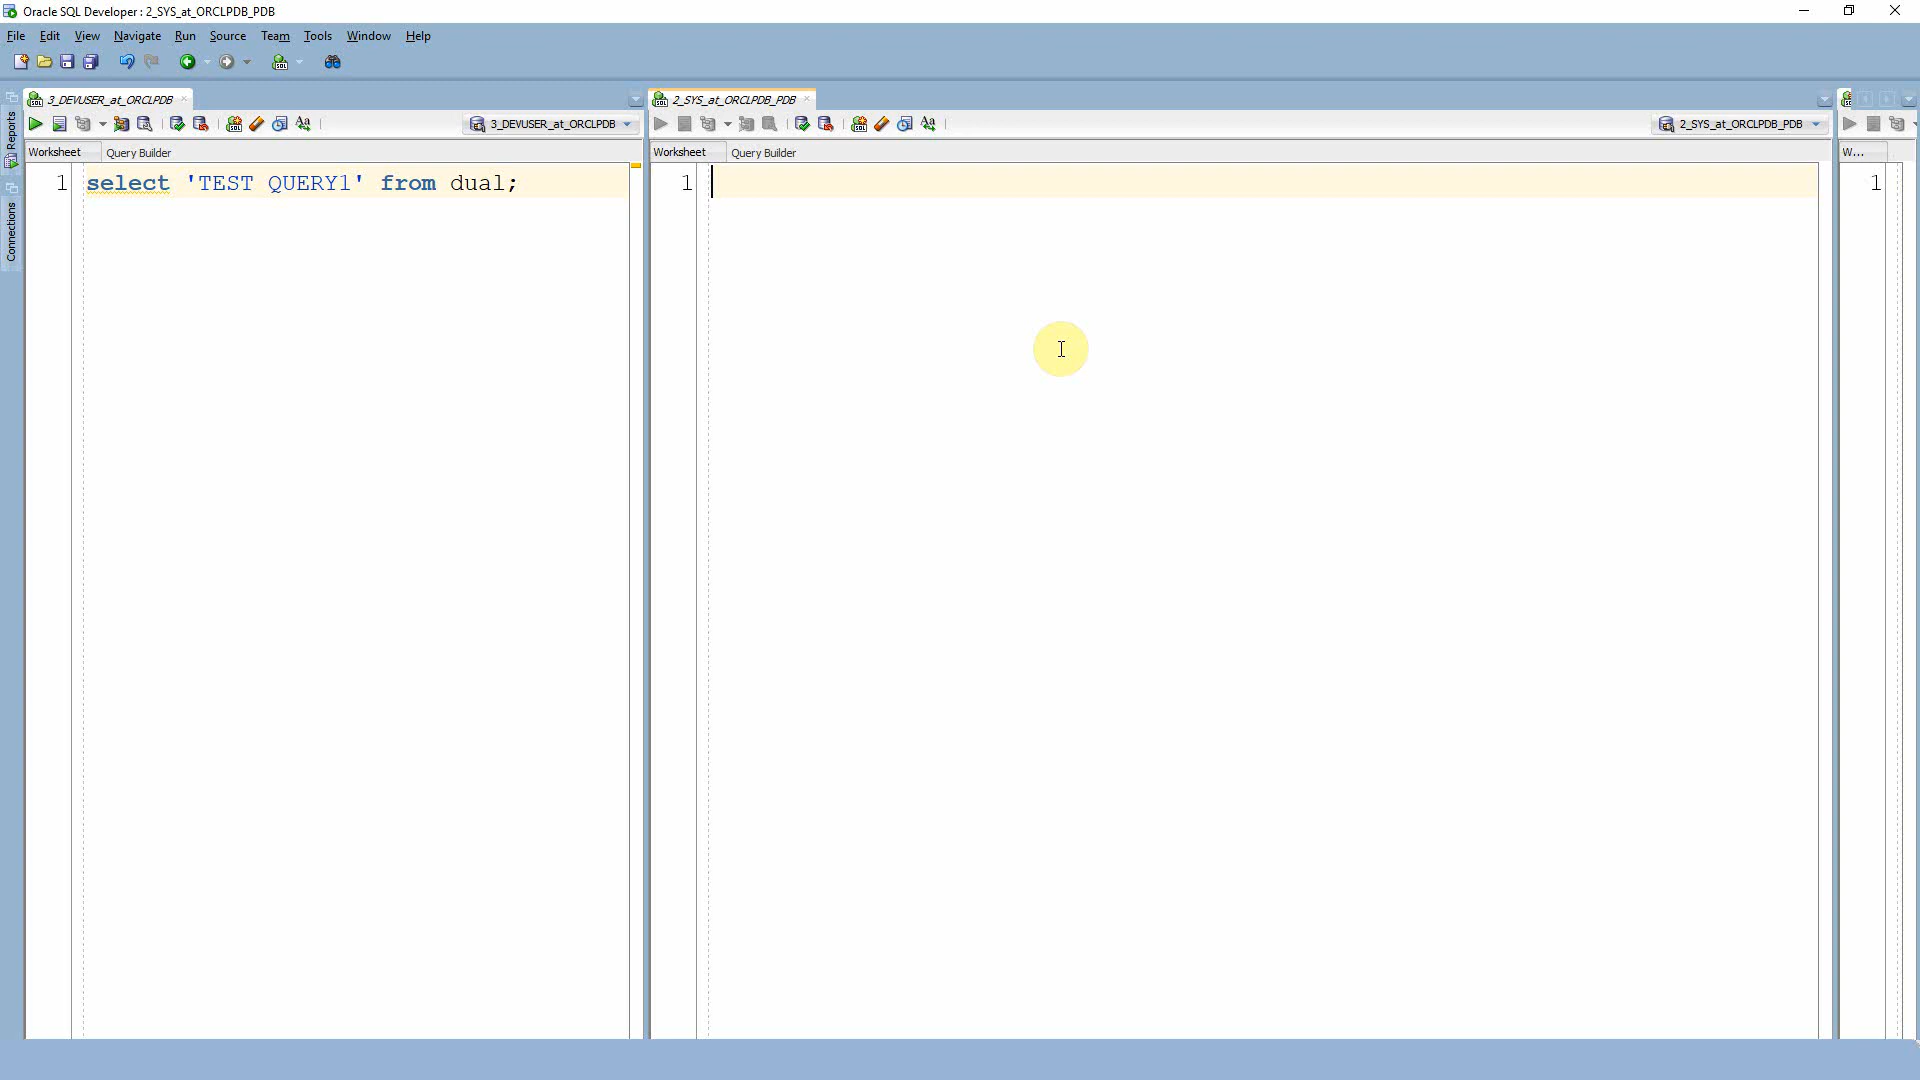 Oracle SQL Developer : 2_SYS_at_ORCLPDB_PDB
File Edit View Navigate Run Source Team Tools Window Help
Reports
Connections
3_DEVUSER_at_ORCLPDB
3_DEVUSER_at_ORCLPDB
Worksheet Query Builder
1 select 'TEST QUERY1' from dual;
2_SYS_at_ORCLPDB_PDB
2_SYS_at_ORCLPDB_PDB
Worksheet Query Builder
1
W...
1